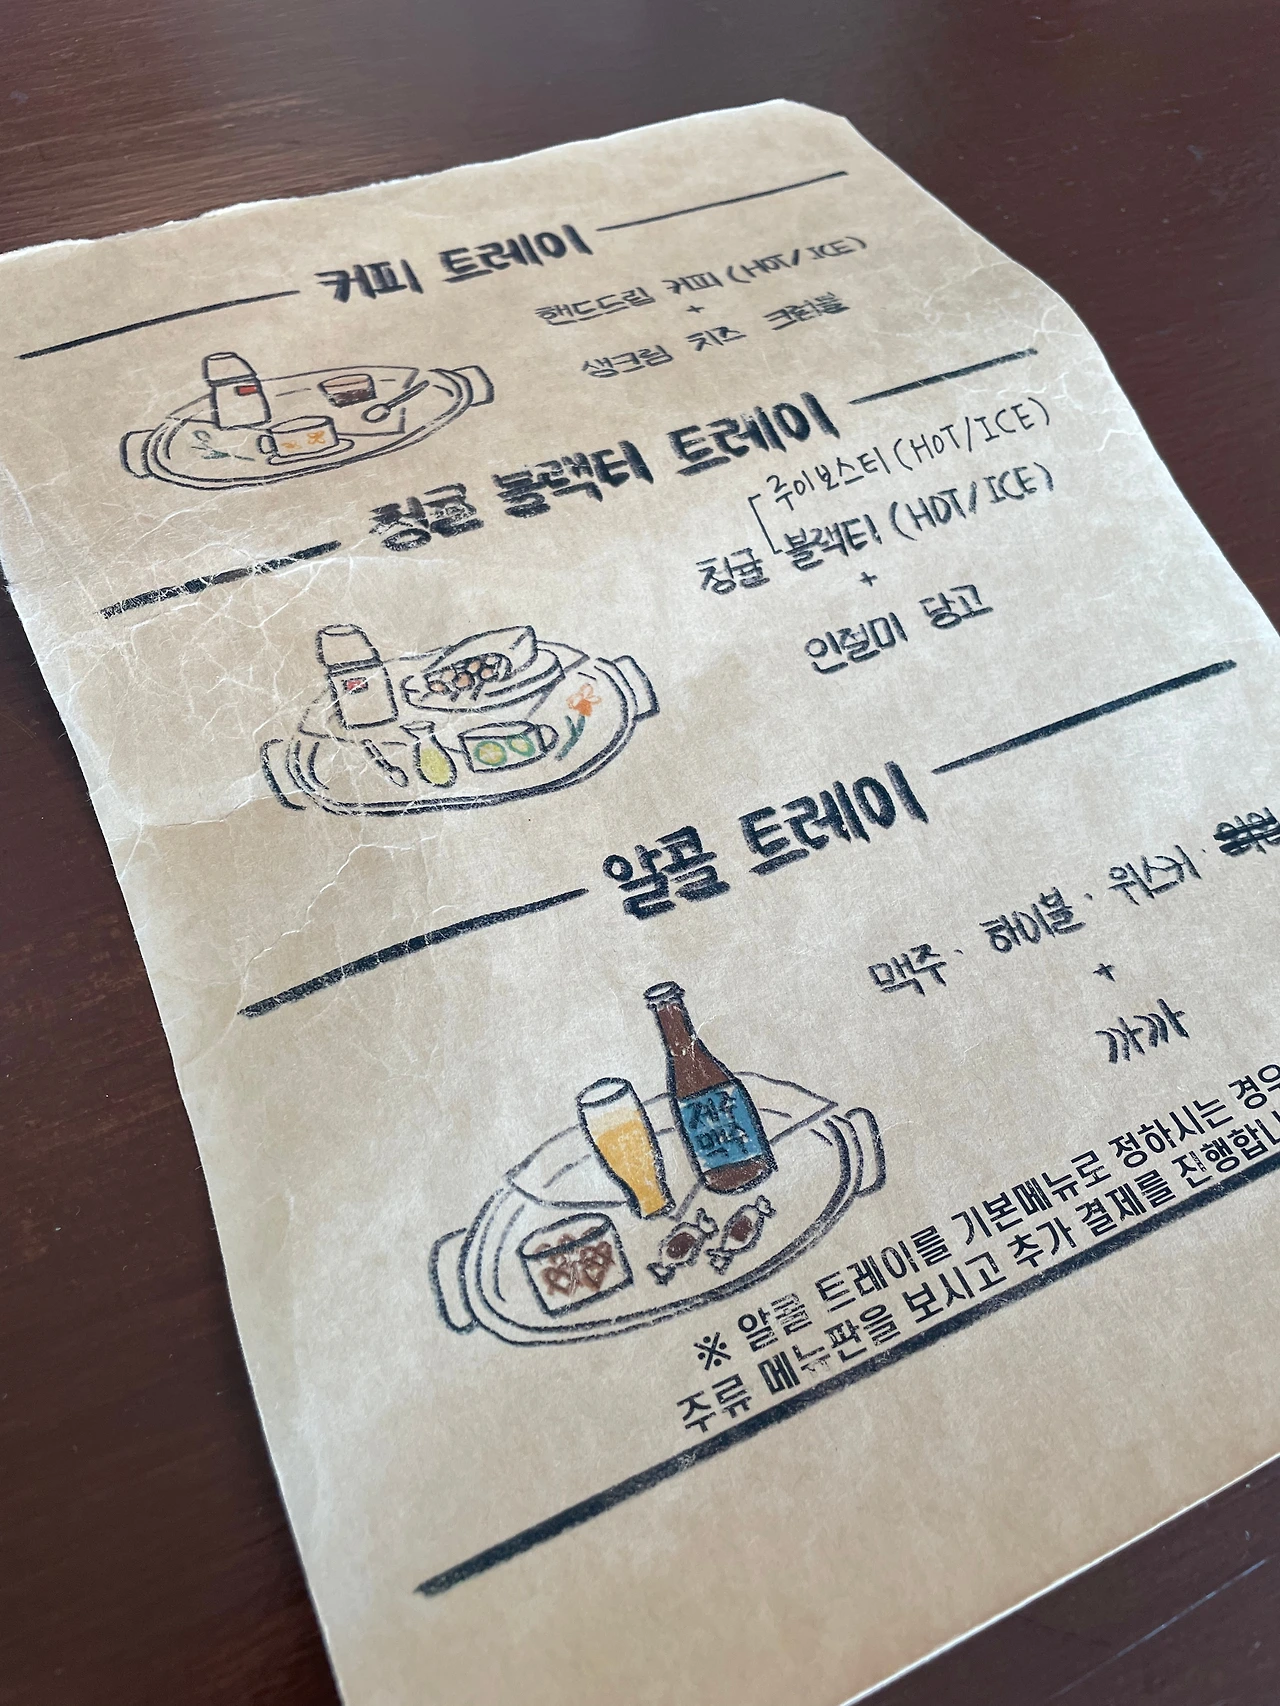 커피 트레이
핸드드립 커피 (HOT/ICE)
+
생크림 치즈 크럼블
청귤 블랙티 트레이
루이보스티 (HOT/ICE)
청귤 블랙티 (HOT/ICE)
+
인절미 당고
알콜 트레이
맥주 · 하이볼 · 위스키 ·
+
까까
제주
맥주
※ 알콜 트레이를 기본메뉴로 정하시는 경우
주류 메뉴판을 보시고 추가 결제를 진행합니